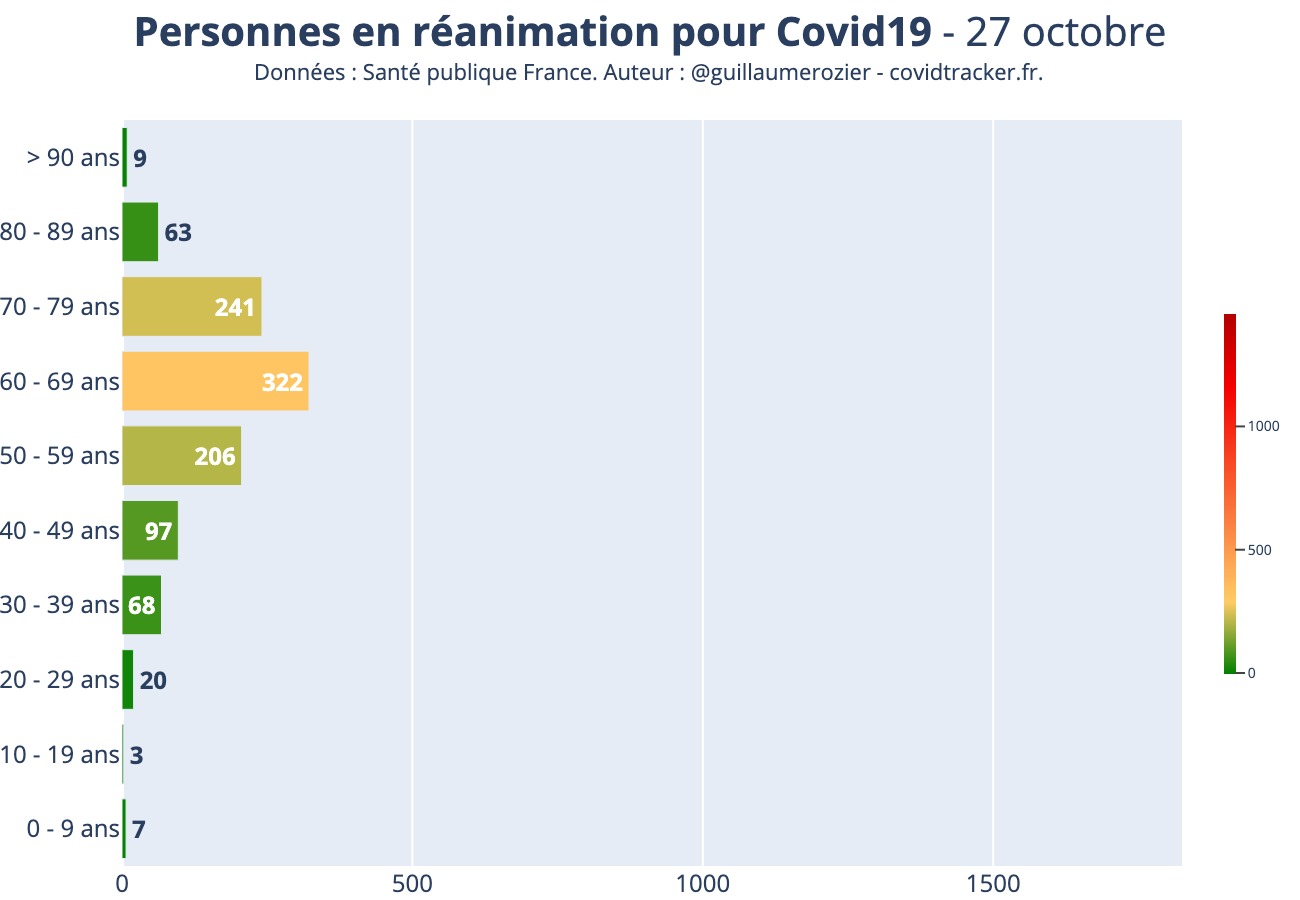 Personnes en réanimation pour Covid19 - 27 octobre
Données : Santé publique France. Auteur : @guillaumerozier - covidtracker.fr.
> 90 ans 9
80 - 89 ans 63
70 - 79 ans 241
60 - 69 ans 322
50 - 59 ans 206
40 - 49 ans 97
30 - 39 ans 68
20 - 29 ans 20
10 - 19 ans 3
0 - 9 ans 7
0 500 1000 1500
1000
500
0